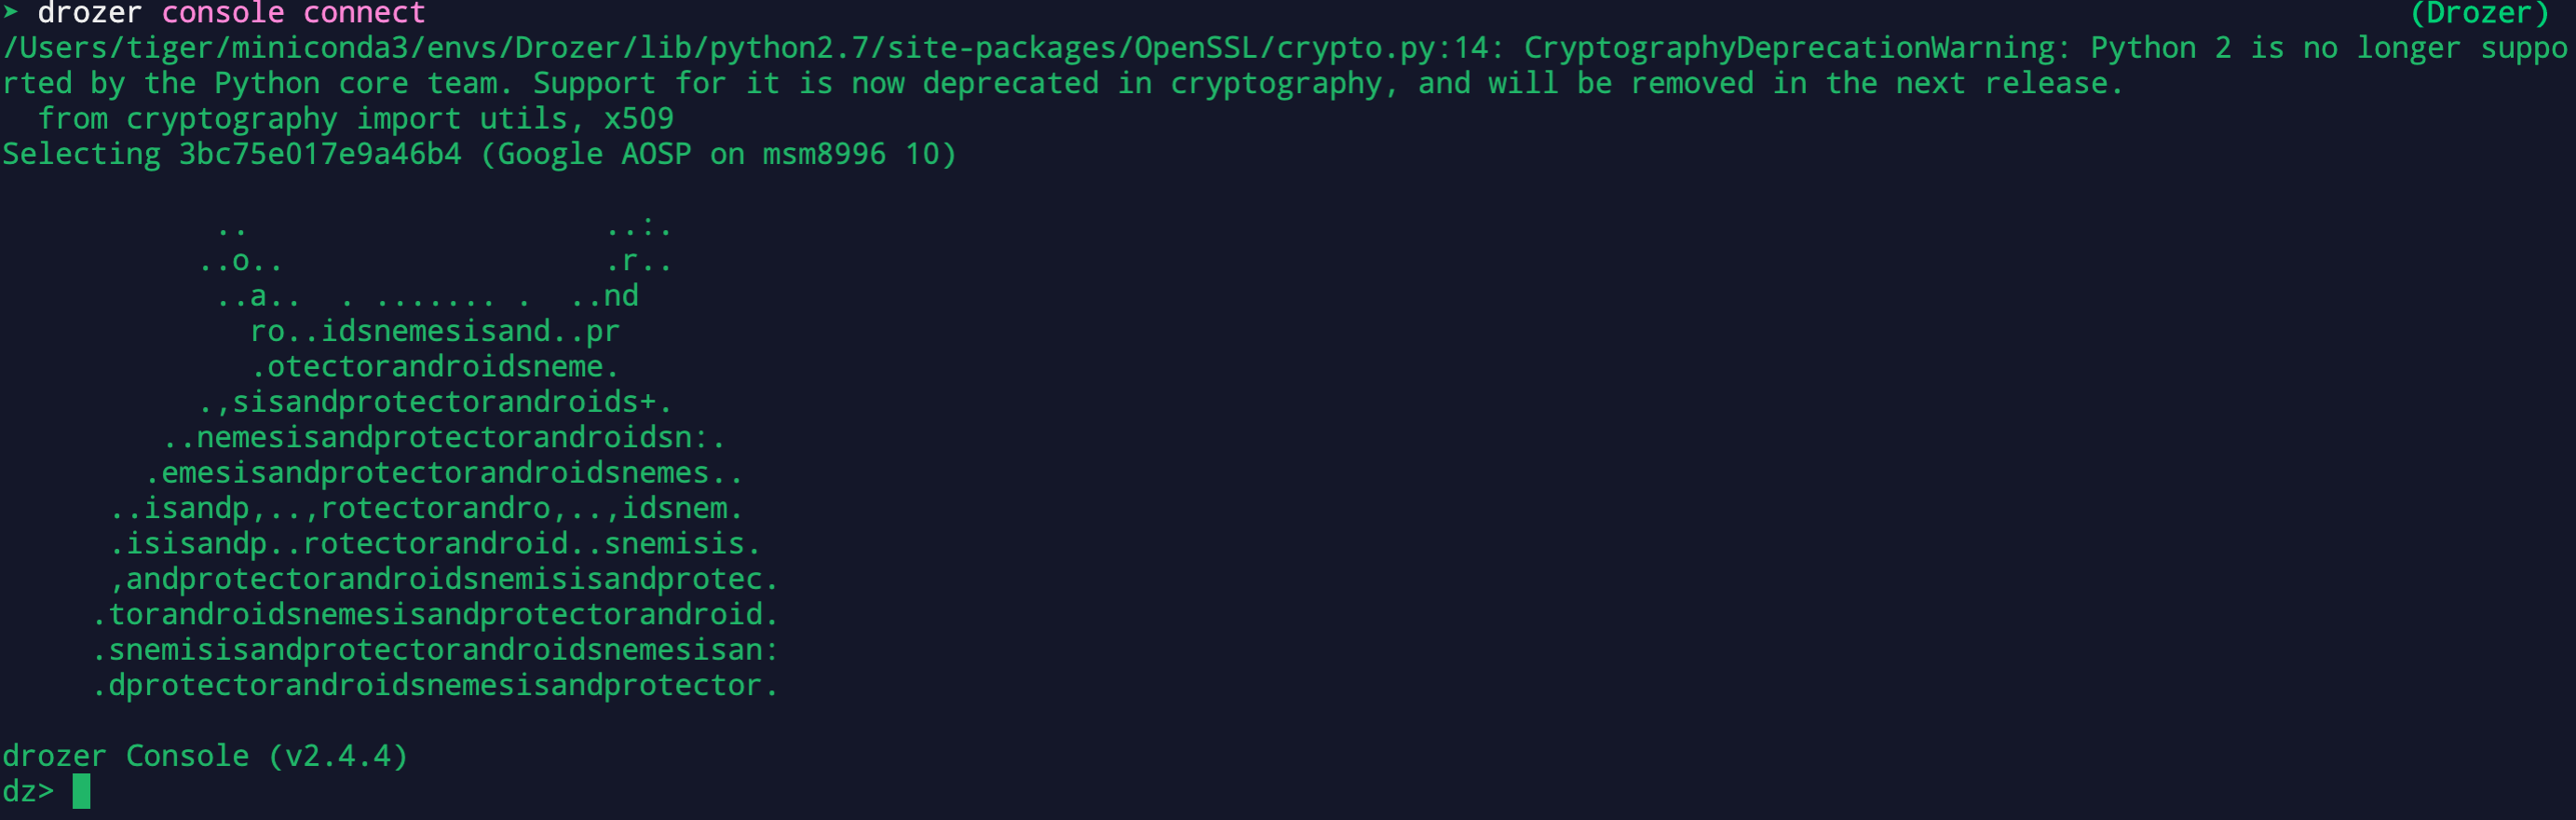 ➤ drozer console connect (Drozer)
/Users/tiger/miniconda3/envs/Drozer/lib/python2.7/site-packages/OpenSSL/crypto.py:14: CryptographyDeprecationWarning: Python 2 is no longer suppo
rted by the Python core team. Support for it is now deprecated in cryptography, and will be removed in the next release.
  from cryptography import utils, x509
Selecting 3bc75e017e9a46b4 (Google AOSP on msm8996 10)

            ..                    ..:.
           ..o..                  .r..
            ..a..  . ....... .  ..nd
              ro..idsnemesisand..pr
              .otectorandroidsneme.
           .,sisandprotectorandroids+.
         ..nemesisandprotectorandroidsn:.
        .emesisandprotectorandroidsnemes..
      ..isandp,..,rotectorandro,..,idsnem.
      .isisandp..rotectorandroid..snemisis.
      ,andprotectorandroidsnemisisandprotec.
     .torandroidsnemesisandprotectorandroid.
     .snemisisandprotectorandroidsnemesisan:
     .dprotectorandroidsnemesisandprotector.

drozer Console (v2.4.4)
dz>